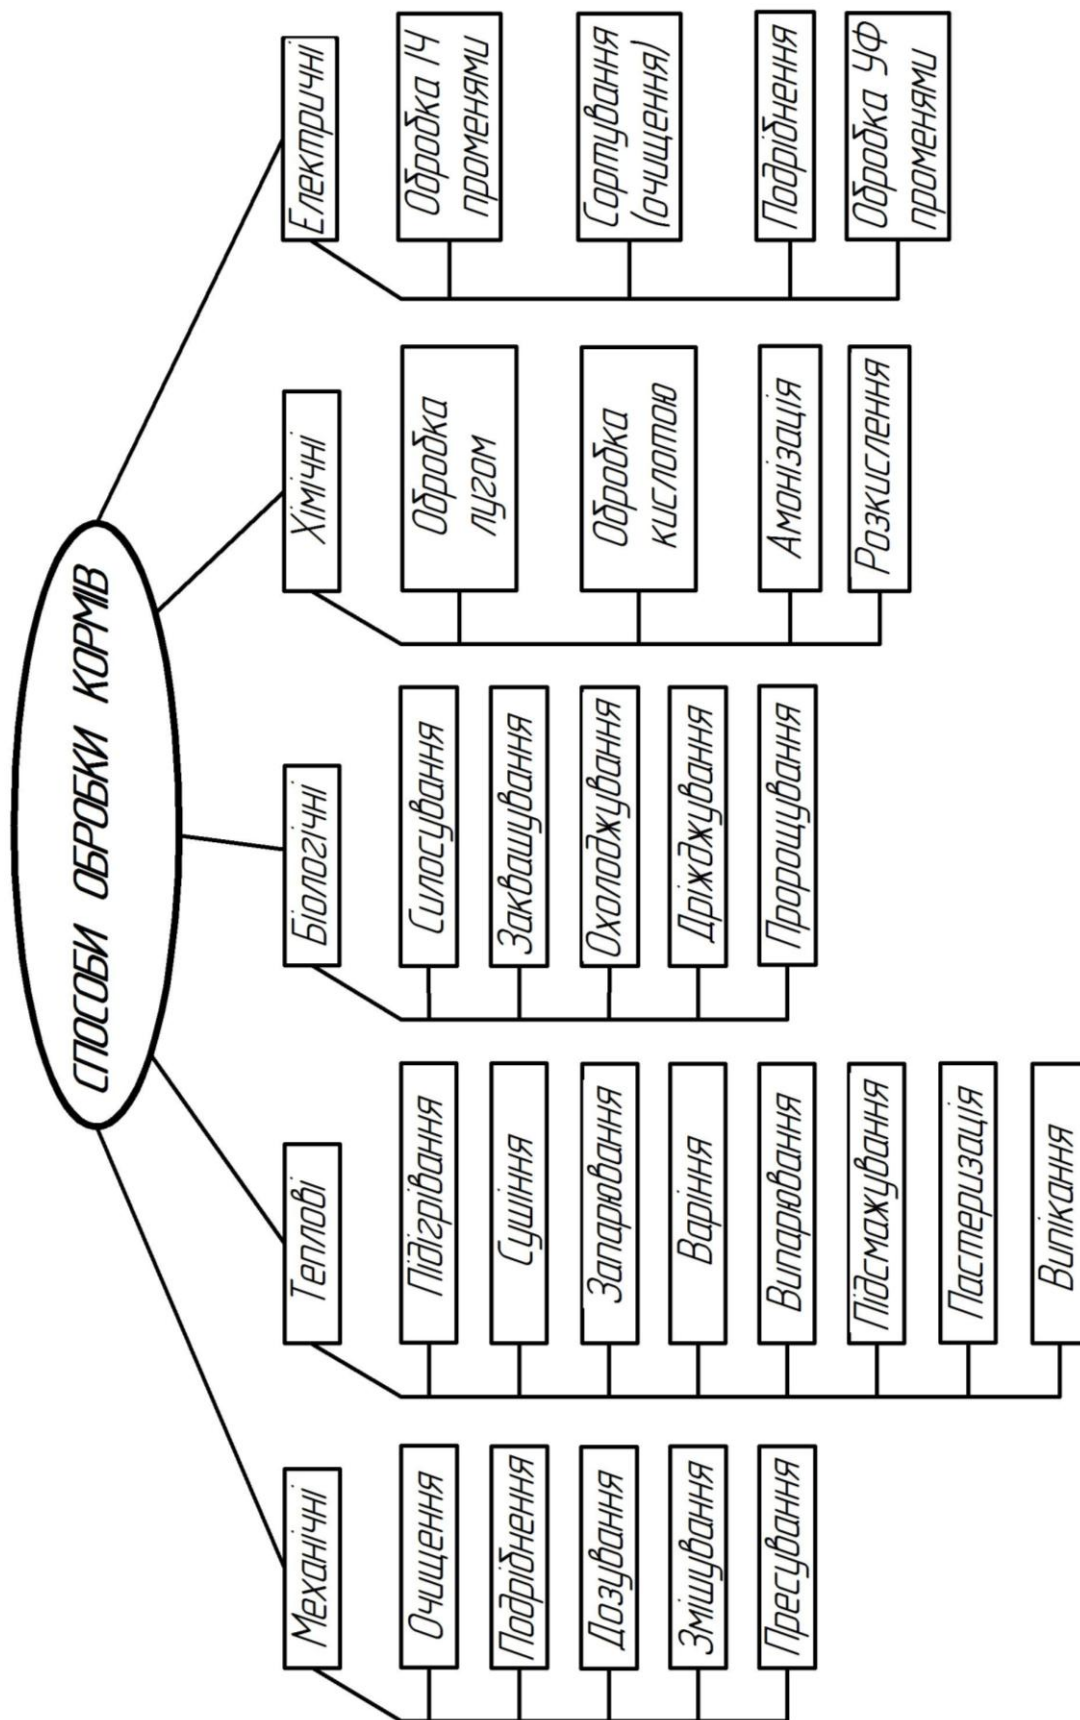 СПОСОБИ ОБРОБКИ КОРМІВ
Механічні
Очищення
Подрібнення
Дозування
Змішування
Пресування
Теплові
Підігрівання
Сушіння
Запарювання
Варіння
Випарювання
Підсмажування
Пастеризація
Випікання
Біологічні
Силосування
Заквашування
Охолоджування
Дріжджування
Пророщування
Хімічні
Обробка
лугом
Обробка
кислотою
Амонізація
Розкислення
Електричні
Обробка ІЧ
променями
Сортування
(очищення)
Подрібнення
Обробка УФ
променями